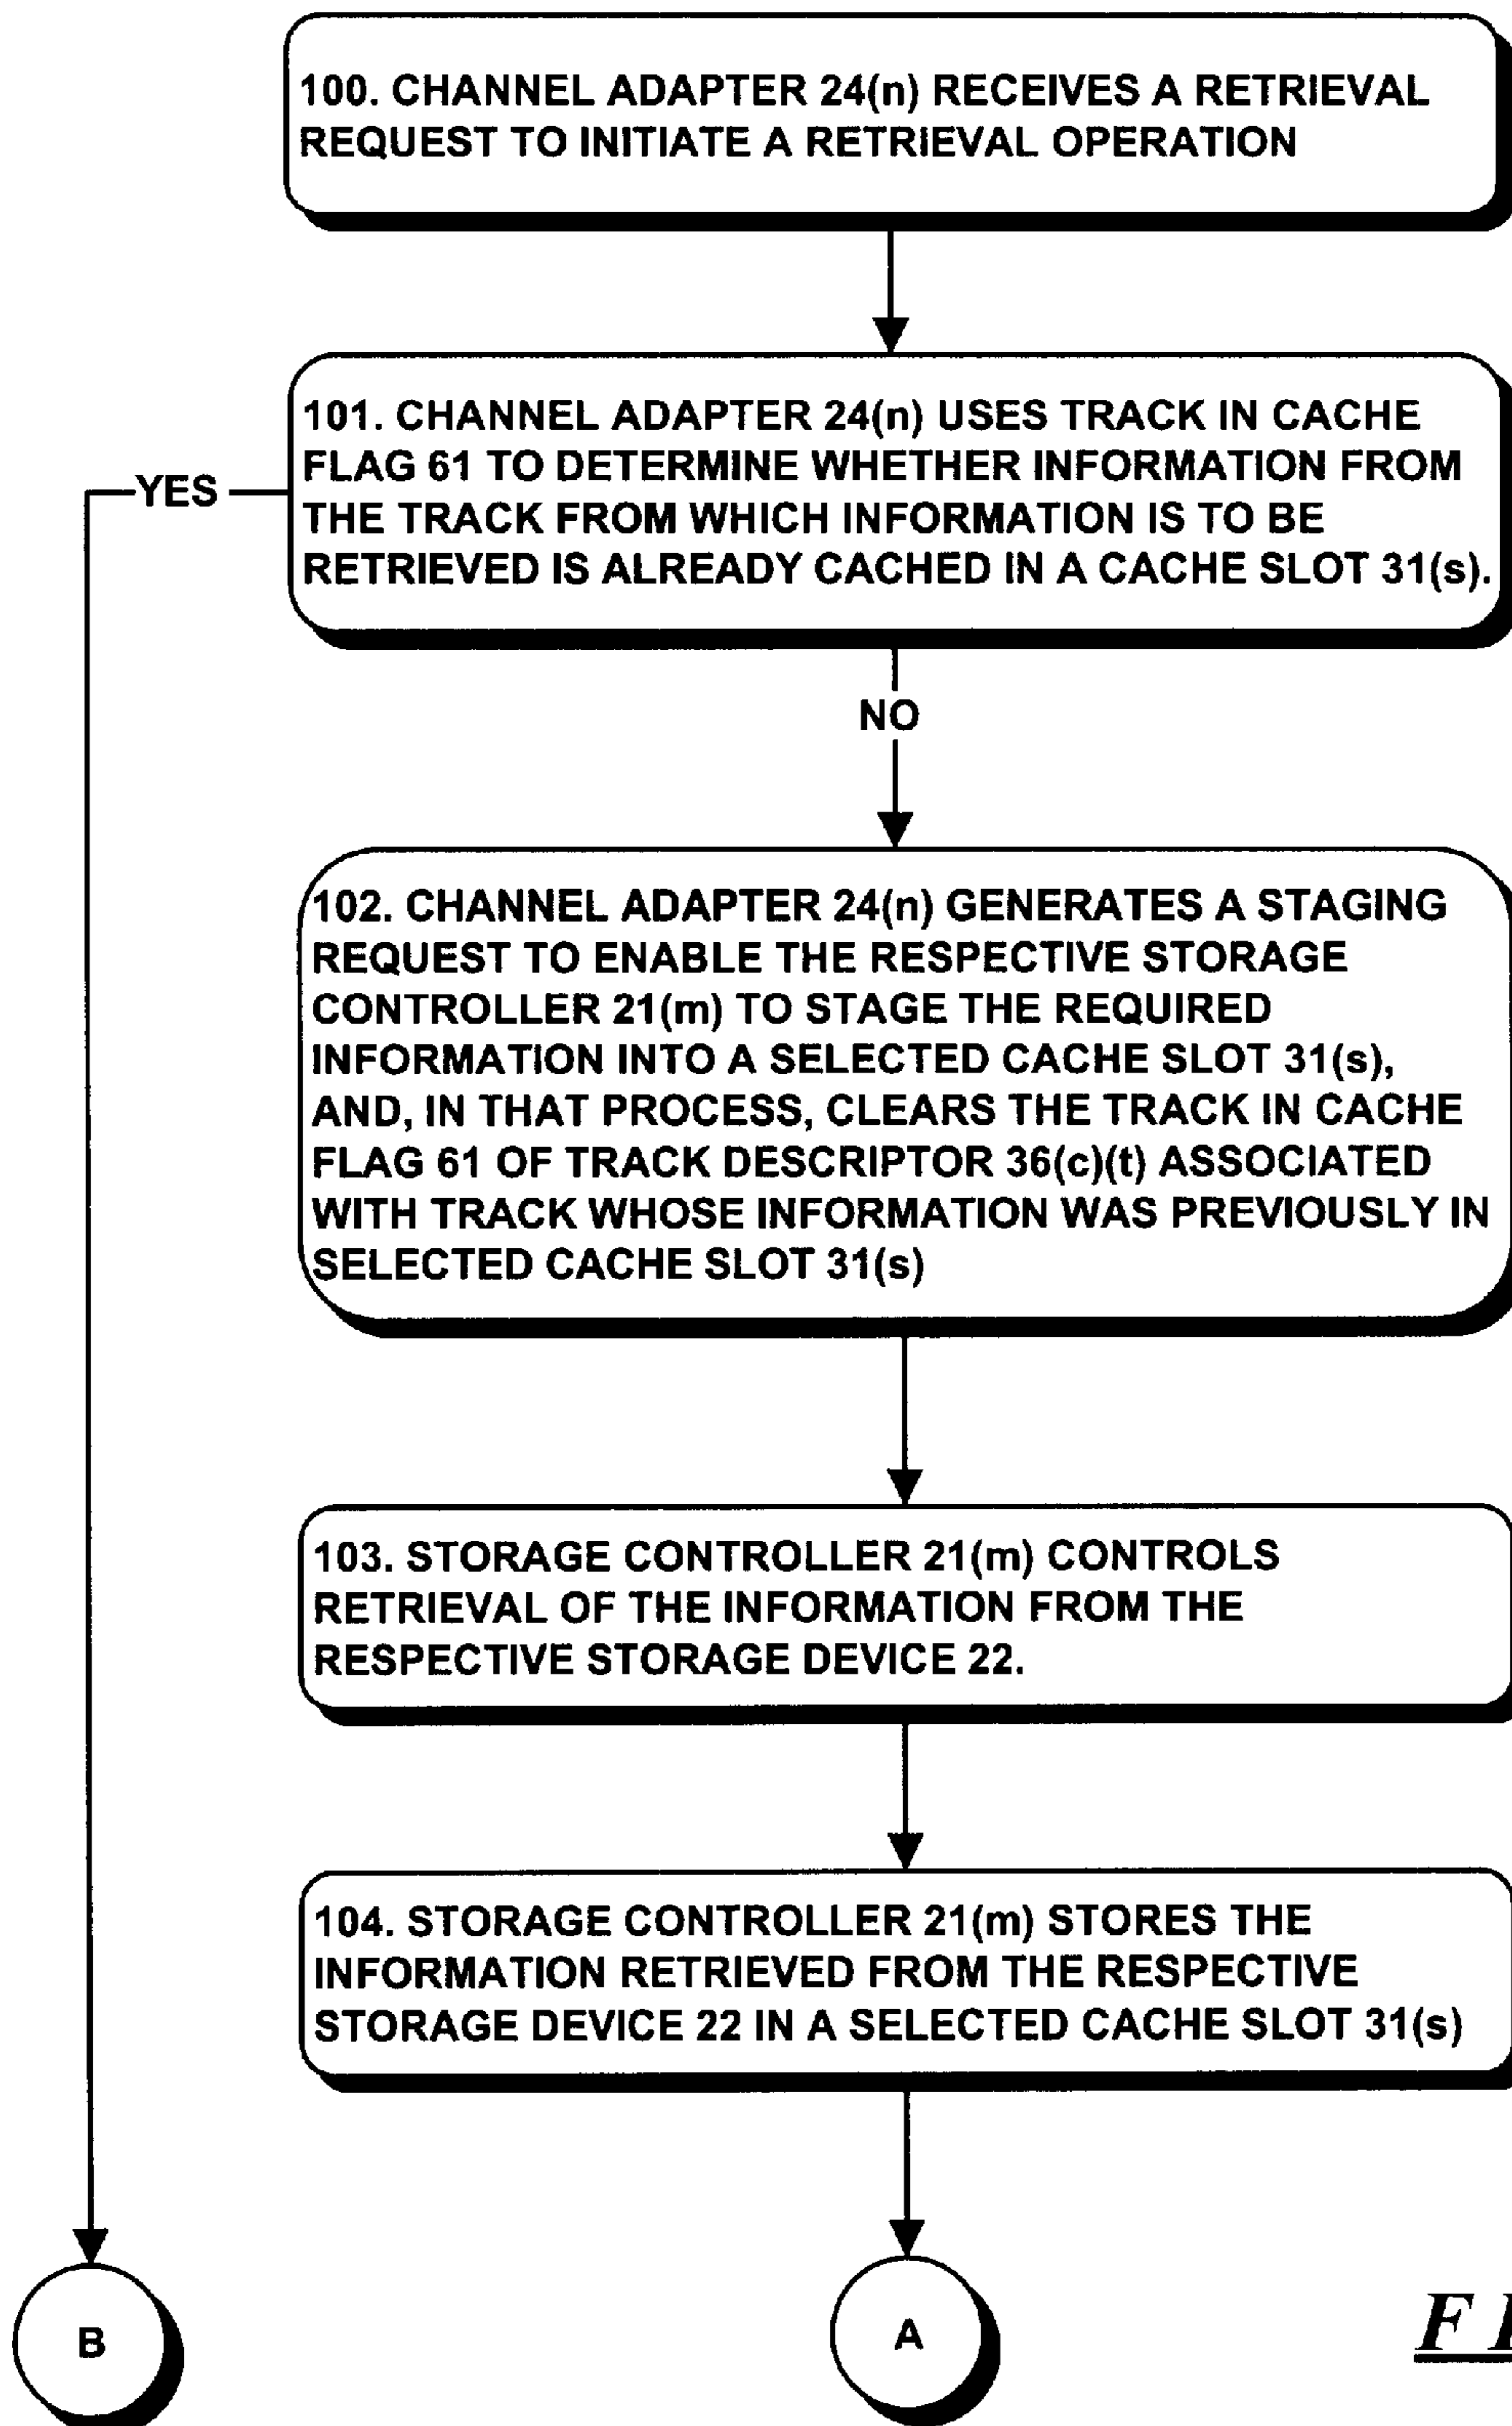 100. CHANNEL ADAPTER 24(n) RECEIVES A RETRIEVAL
REQUEST TO INITIATE A RETRIEVAL OPERATION
101. CHANNEL ADAPTER 24(n) USES TRACK IN CACHE
FLAG 61 TO DETERMINE WHETHER INFORMATION FROM
THE TRACK FROM WHICH INFORMATION IS TO BE
RETRIEVED IS ALREADY CACHED IN A CACHE SLOT 31(s).
YES
NO
102. CHANNEL ADAPTER 24(n) GENERATES A STAGING
REQUEST TO ENABLE THE RESPECTIVE STORAGE
CONTROLLER 21(m) TO STAGE THE REQUIRED
INFORMATION INTO A SELECTED CACHE SLOT 31(s),
AND, IN THAT PROCESS, CLEARS THE TRACK IN CACHE
FLAG 61 OF TRACK DESCRIPTOR 36(c)(t) ASSOCIATED
WITH TRACK WHOSE INFORMATION WAS PREVIOUSLY IN
SELECTED CACHE SLOT 31(s)
103. STORAGE CONTROLLER 21(m) CONTROLS
RETRIEVAL OF THE INFORMATION FROM THE
RESPECTIVE STORAGE DEVICE 22.
104. STORAGE CONTROLLER 21(m) STORES THE
INFORMATION RETRIEVED FROM THE RESPECTIVE
STORAGE DEVICE 22 IN A SELECTED CACHE SLOT 31(s)
B
A